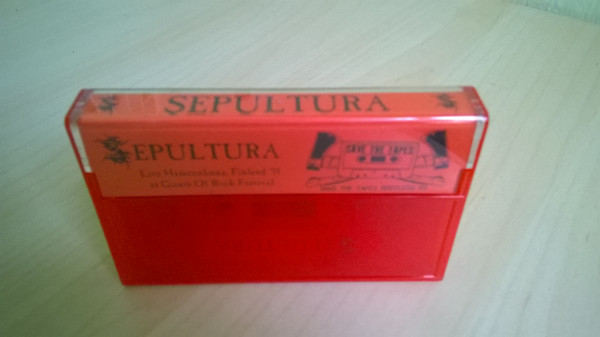 SEPULTURA
SEPULTURA
Live Hameenlinna, Finland '91
at Giants Of Rock Festival
SAVE THE TAPES